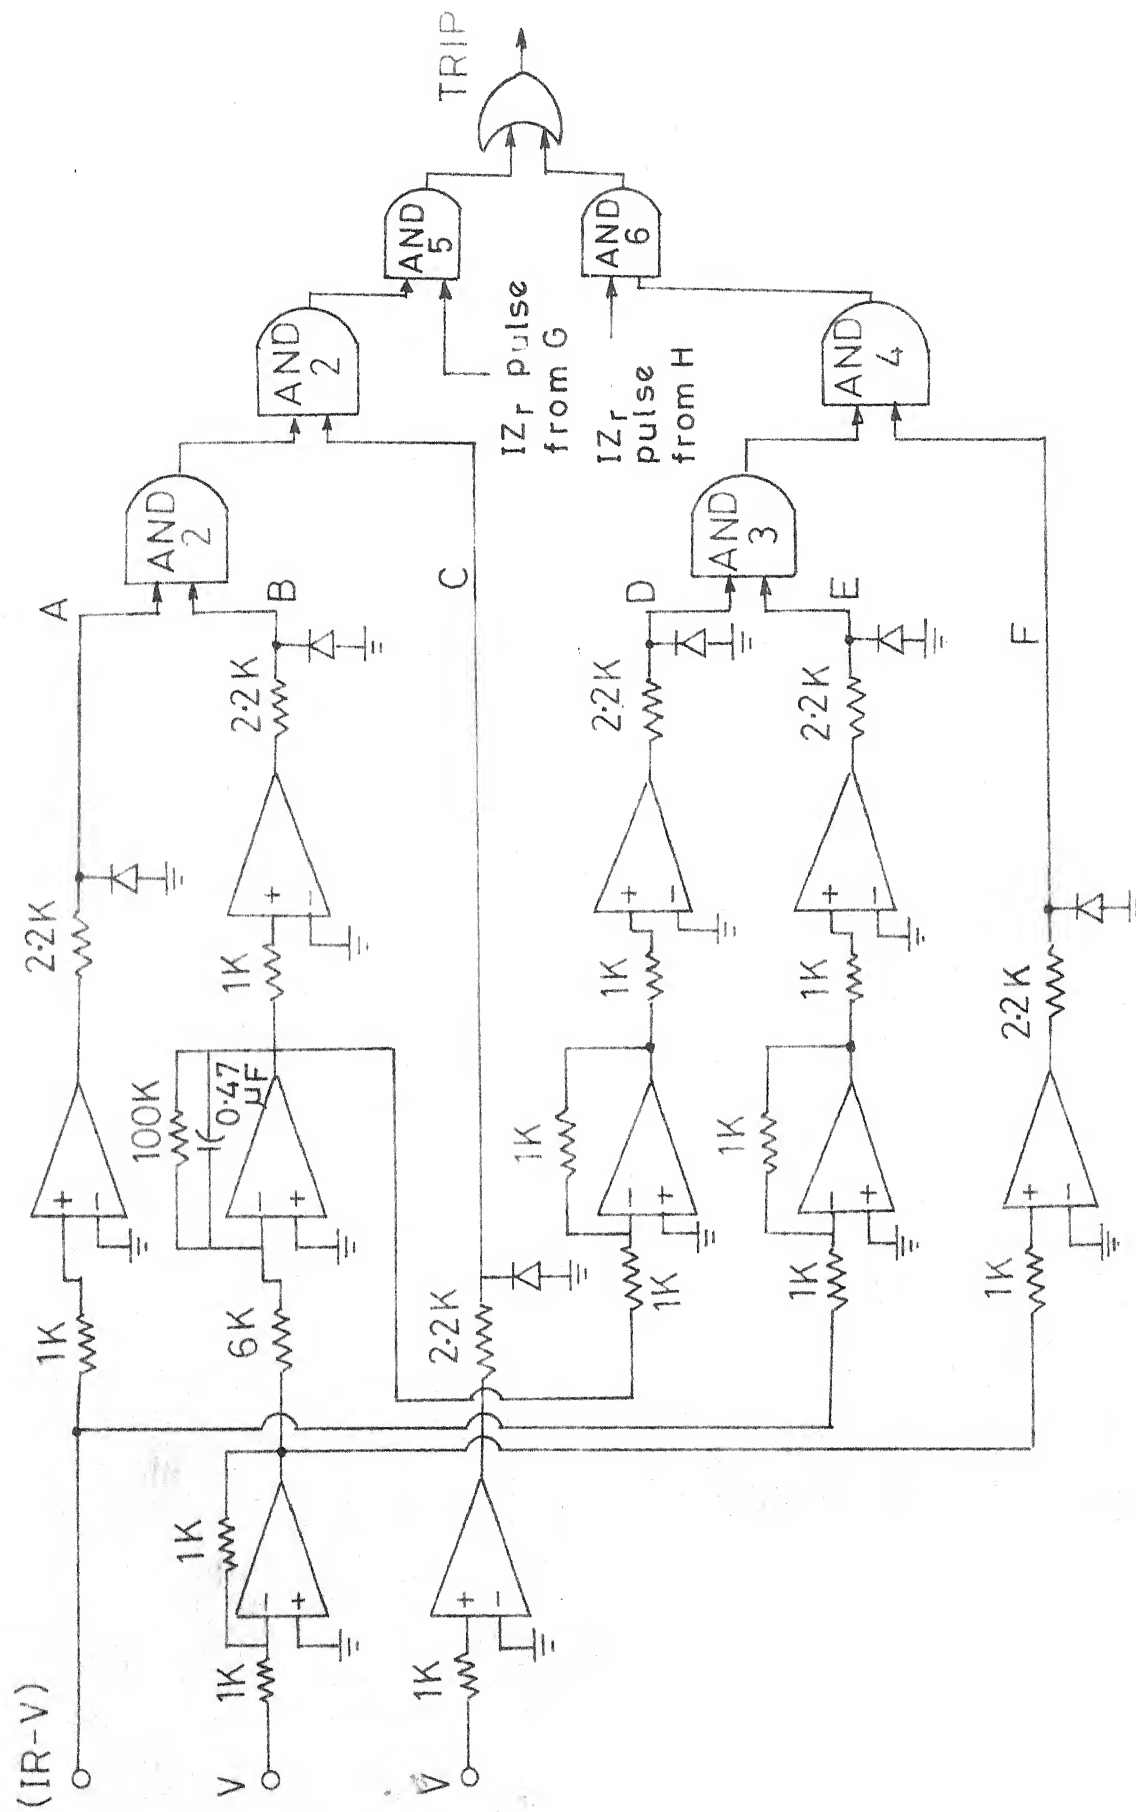 (IR-V)
1K
2.2K
A
V
1K
1K
6K
100K
0.47
μF
1K
2.2K
B
AND
2
AND
2
V
1K
2.2K
C
AND
5
IZr pulse
from G
TRIP
IZr
pulse
from H
AND
6
1K
1K
1K
2.2K
D
AND
3
AND
4
1K
1K
1K
2.2K
E
1K
2.2K
F
+
-
-
+
+
-
-
+
+
-
+
-
-
+
+
-
-
+
+
-
+
-